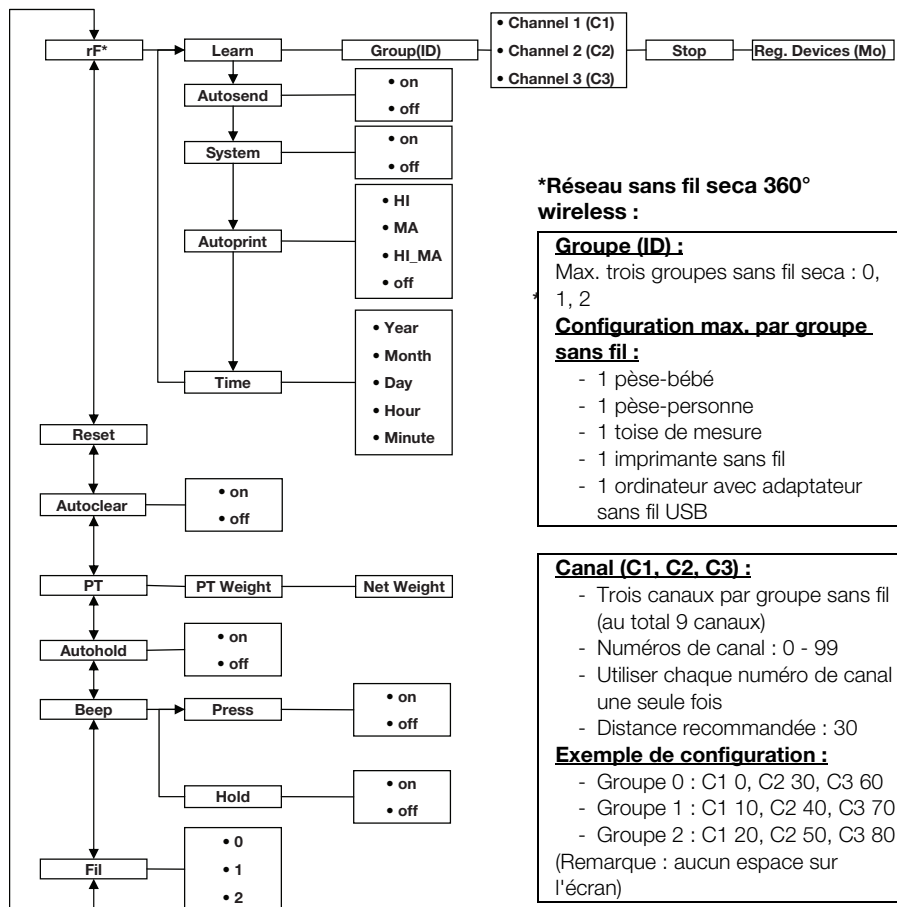 rF*
Learn
Group(ID)
• Channel 1 (C1)
• Channel 2 (C2)
• Channel 3 (C3)
Stop
Reg. Devices (Mo)
Autosend
• on
• off
System
• on
• off
Autoprint
• HI
• MA
• HI_MA
• off
Time
• Year
• Month
• Day
• Hour
• Minute
Reset
Autoclear
• on
• off
PT
PT Weight
Net Weight
Autohold
• on
• off
Beep
Press
• on
• off
Hold
• on
• off
Fil
• 0
• 1
• 2
*Réseau sans fil seca 360°
wireless :
Groupe (ID) :
Max. trois groupes sans fil seca : 0,
* 1, 2
Configuration max. par groupe
sans fil :
- 1 pèse-bébé
- 1 pèse-personne
- 1 toise de mesure
- 1 imprimante sans fil
- 1 ordinateur avec adaptateur
sans fil USB
Canal (C1, C2, C3) :
- Trois canaux par groupe sans fil
(au total 9 canaux)
- Numéros de canal : 0 - 99
- Utiliser chaque numéro de canal
une seule fois
- Distance recommandée : 30
Exemple de configuration :
- Groupe 0 : C1 0, C2 30, C3 60
- Groupe 1 : C1 10, C2 40, C3 70
- Groupe 2 : C1 20, C2 50, C3 80
(Remarque : aucun espace sur
l'écran)